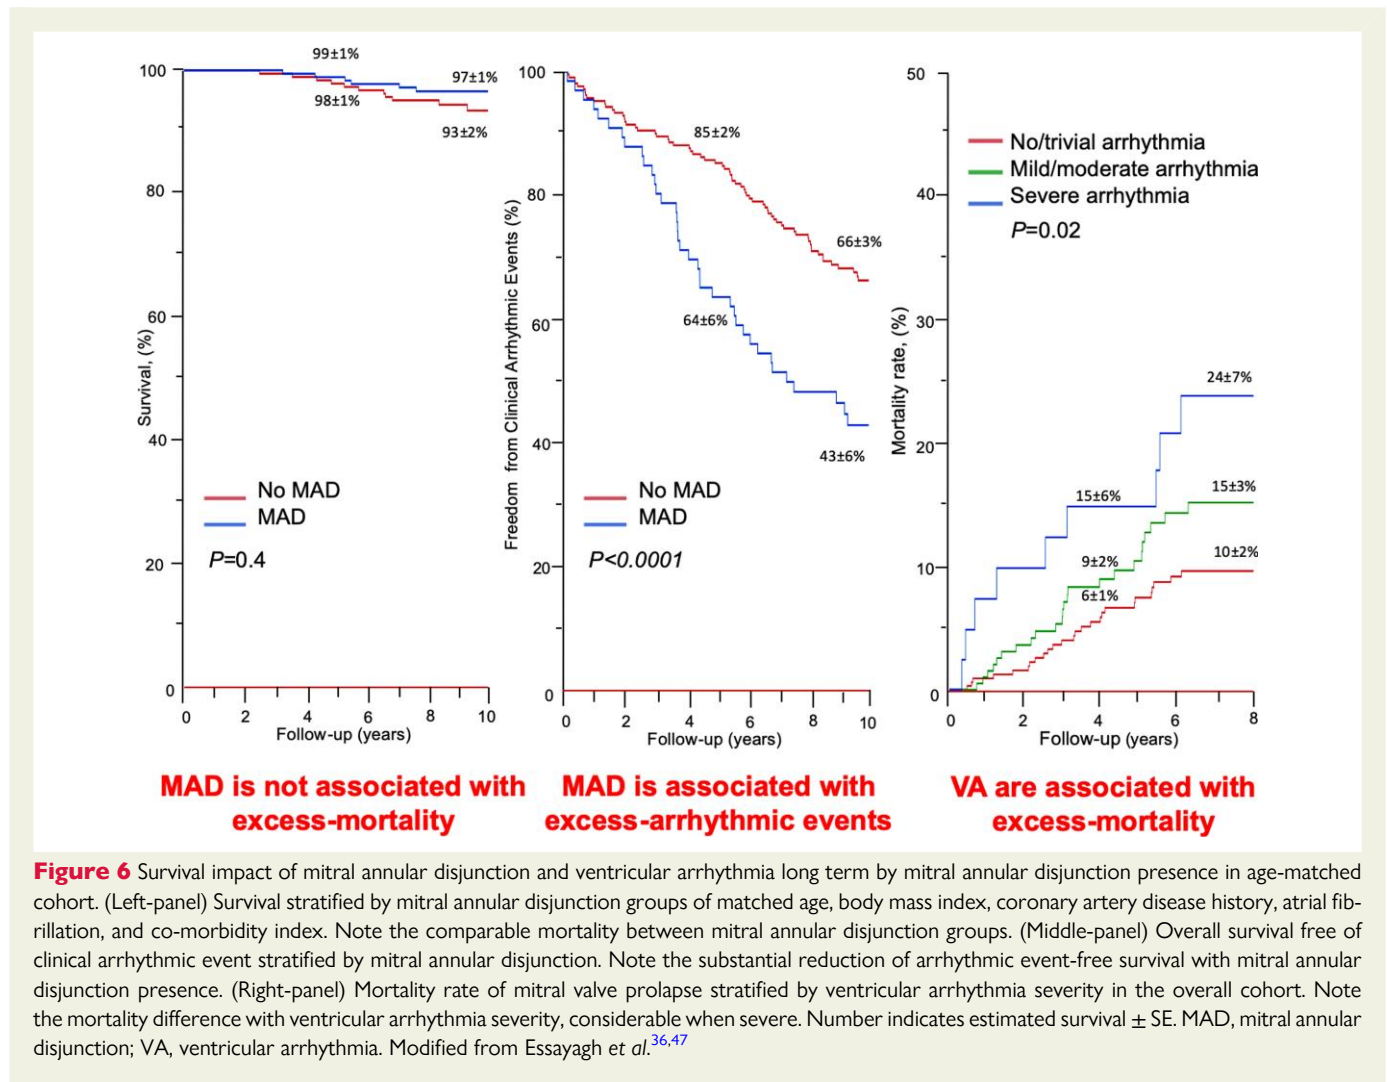 99±1%
97±1%
98±1%
93±2%
100
80
60
40
20
0
Survival, (%)
No MAD
MAD
P=0.4
0 2 4 6 8 10
Follow-up (years)
MAD is not associated with
excess-mortality
100
80
60
40
20
0
Freedom from Clinical Arrhythmic Events (%)
85±2%
66±3%
64±6%
43±6%
No MAD
MAD
P<0.0001
0 2 4 6 8 10
Follow-up (years)
MAD is associated with
excess-arrhythmic events
50
40
30
20
10
0
Mortality rate, (%)
No/trivial arrhythmia
Mild/moderate arrhythmia
Severe arrhythmia
P=0.02
24±7%
15±6%
15±3%
9±2%
10±2%
6±1%
0 2 4 6 8
Follow-up (years)
VA are associated with
excess-mortality
Figure 6 Survival impact of mitral annular disjunction and ventricular arrhythmia long term by mitral annular disjunction presence in age-matched
cohort. (Left-panel) Survival stratified by mitral annular disjunction groups of matched age, body mass index, coronary artery disease history, atrial fib-
rillation, and co-morbidity index. Note the comparable mortality between mitral annular disjunction groups. (Middle-panel) Overall survival free of
clinical arrhythmic event stratified by mitral annular disjunction. Note the substantial reduction of arrhythmic event-free survival with mitral annular
disjunction presence. (Right-panel) Mortality rate of mitral valve prolapse stratified by ventricular arrhythmia severity in the overall cohort. Note
the mortality difference with ventricular arrhythmia severity, considerable when severe. Number indicates estimated survival ± SE. MAD, mitral annular
disjunction; VA, ventricular arrhythmia. Modified from Essayagh et al.36,47